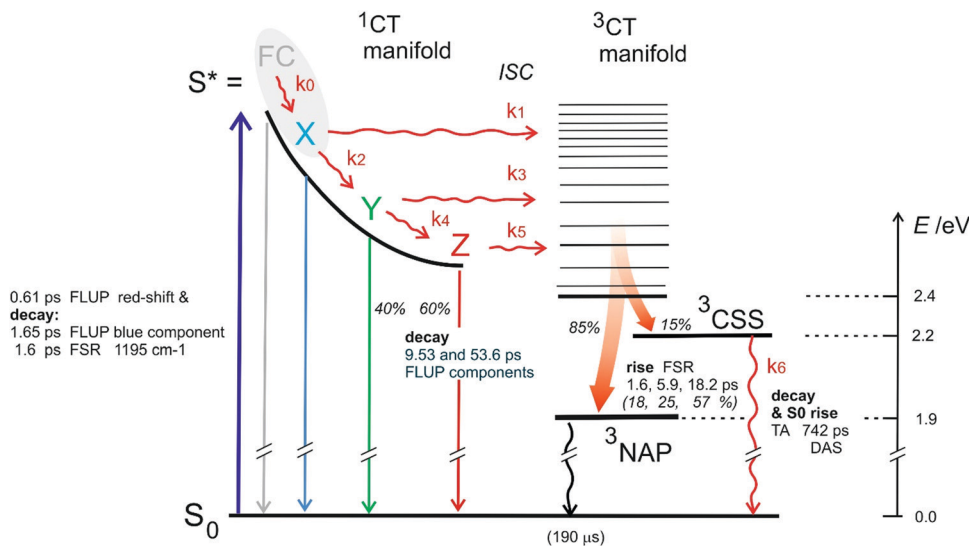 ¹CT
manifold
³CT
manifold
ISC
S* =
FC
k0
X
k1
k2
k3
Y
k4
Z
k5
E /eV
0.61 ps FLUP red-shift &
decay:
1.65 ps FLUP blue component
1.6 ps FSR 1195 cm-1
40% 60%
decay
9.53 and 53.6 ps
FLUP components
85%
15%
³CSS
2.4
2.2
1.9
0.0
rise FSR
1.6, 5.9, 18.2 ps
(18, 25, 57 %)
k6
decay
& S0 rise
TA 742 ps
DAS
³NAP
S₀
(190 µs)